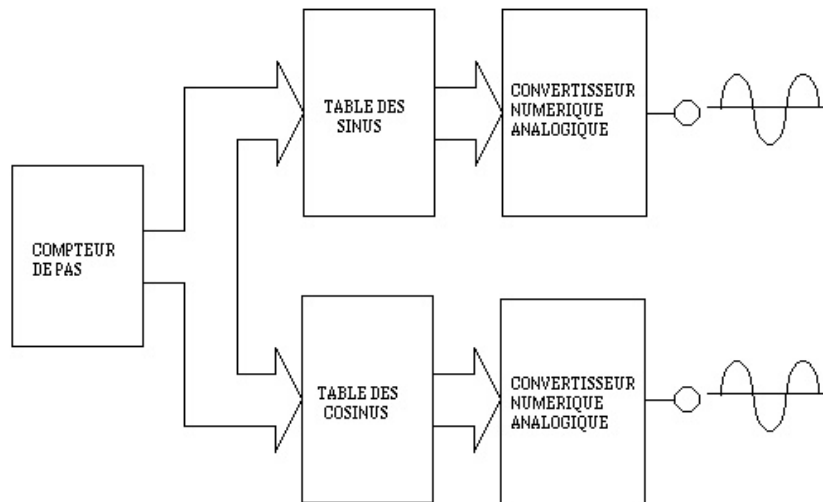 TABLE DES
SINUS
CONVERTISSEUR
NUMERIQUE
ANALOGIQUE
COMPTEUR
DE PAS
TABLE DES
COSINUS
CONVERTISSEUR
NUMERIQUE
ANALOGIQUE